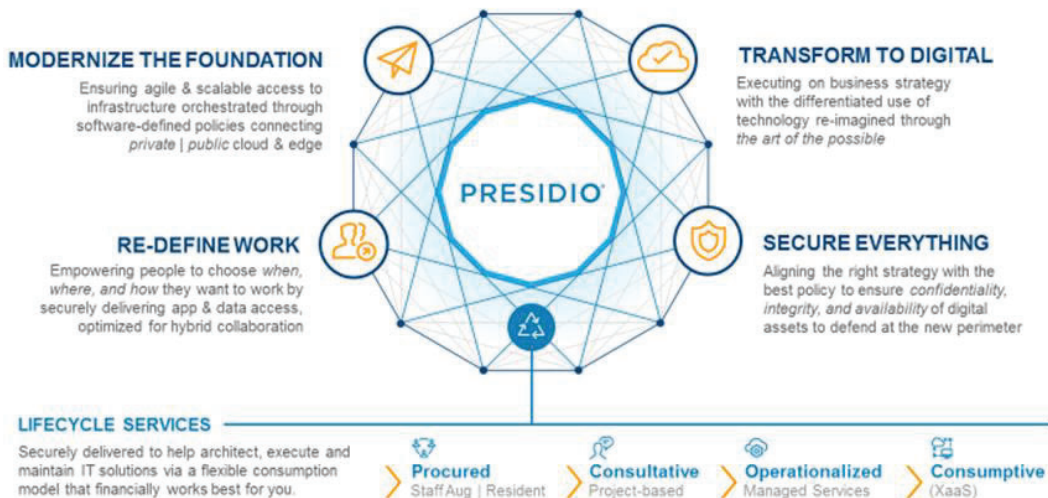 MODERNIZE THE FOUNDATION
Ensuring agile & scalable access to
infrastructure orchestrated through
software-defined policies connecting
private | public cloud & edge
TRANSFORM TO DIGITAL
Executing on business strategy
with the differentiated use of
technology re-imagined through
the art of the possible
PRESIDIO®
RE-DEFINE WORK
Empowering people to choose when,
where, and how they want to work by
securely delivering app & data access,
optimized for hybrid collaboration
SECURE EVERYTHING
Aligning the right strategy with the
best policy to ensure confidentiality,
integrity, and availability of digital
assets to defend at the new perimeter
LIFECYCLE SERVICES
Securely delivered to help architect, execute and
maintain IT solutions via a flexible consumption
model that financially works best for you.
Procured
Staff Aug | Resident
Consultative
Project-based
Operationalized
Managed Services
Consumptive
(XaaS)